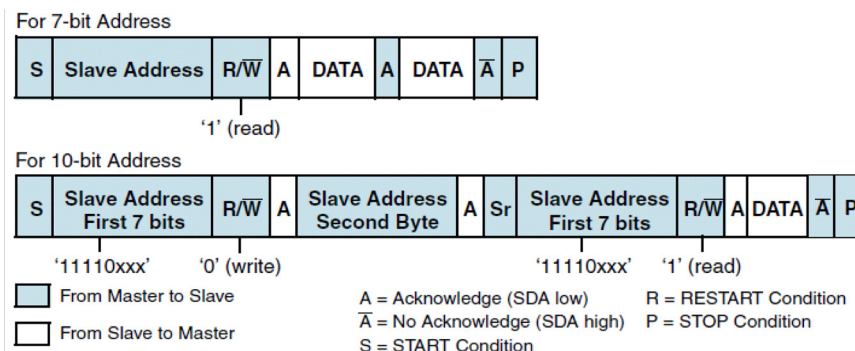 For 7-bit Address
S Slave Address R/W̅ A DATA A DATA A̅ P
‘1’ (read)
For 10-bit Address
S Slave Address First 7 bits R/W̅ A Slave Address Second Byte A Sr Slave Address First 7 bits R/W̅ A DATA A̅ P
‘11110xxx’ ‘0’ (write) ‘11110xxx’ ‘1’ (read)
From Master to Slave
From Slave to Master
A = Acknowledge (SDA low)
A̅ = No Acknowledge (SDA high)
S = START Condition
R = RESTART Condition
P = STOP Condition